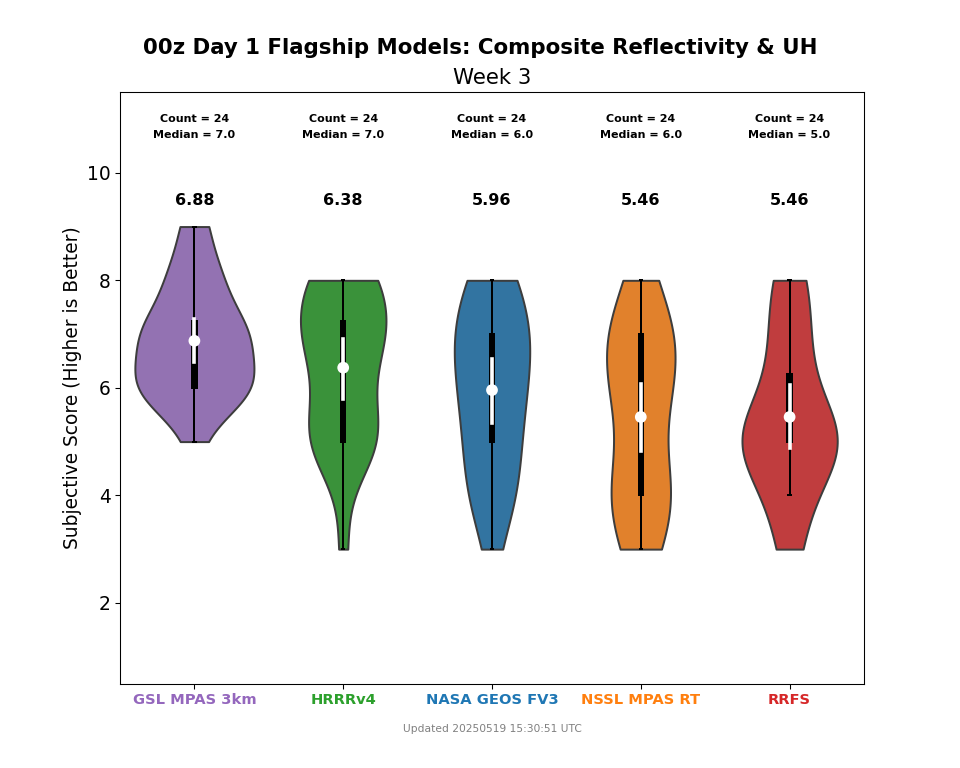 00z Day 1 Flagship Models: Composite Reflectivity & UH
Week 3
Count = 24 Count = 24 Count = 24 Count = 24 Count = 24
Median = 7.0 Median = 7.0 Median = 6.0 Median = 6.0 Median = 5.0
10
6.88 6.38 5.96 5.46 5.46
8
6
4
2
Subjective Score (Higher is Better)
GSL MPAS 3km HRRRv4 NASA GEOS FV3 NSSL MPAS RT RRFS
Updated 20250519 15:30:51 UTC